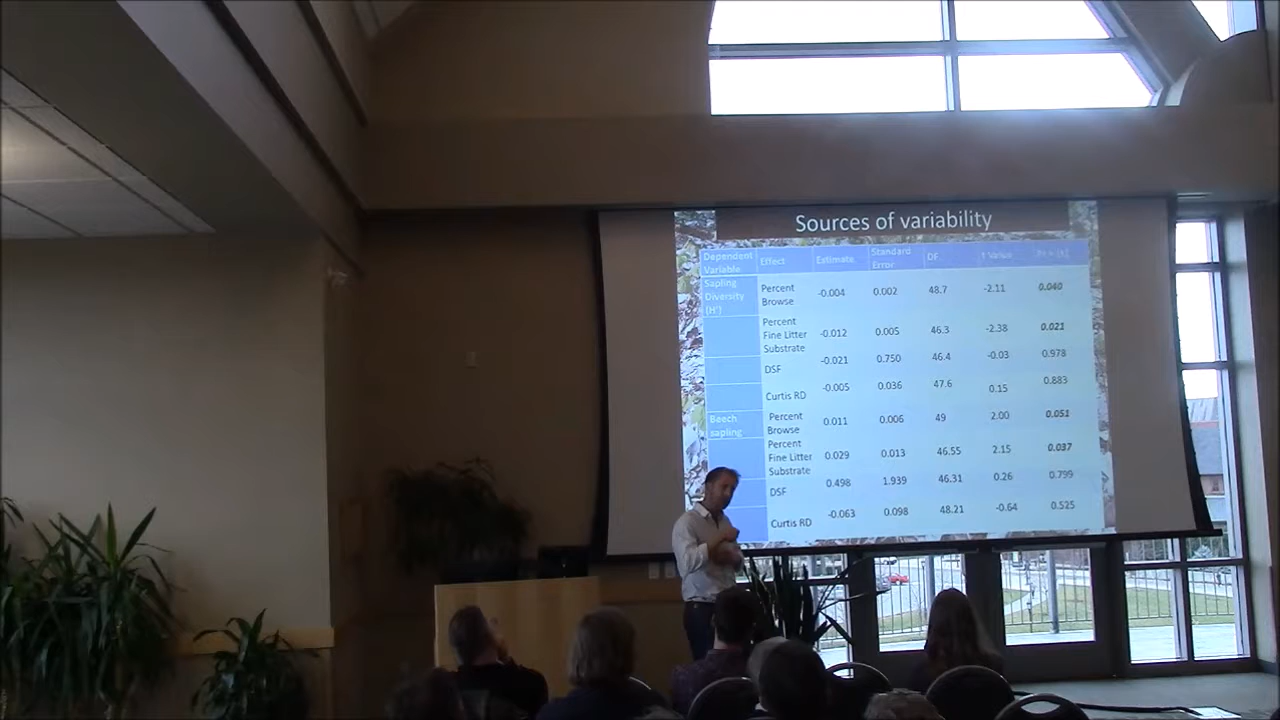 Sources of variability
Dependent Variable Effect Estimate Standard Error DF t Value Pr > |t|
Sapling Diversity (H') Percent Browse -0.004 0.002 48.7 -2.11 0.040
Percent Fine Litter Substrate -0.012 0.005 46.3 -2.38 0.021
DSF -0.021 0.750 46.4 -0.03 0.978
Curtis RD -0.005 0.036 47.6 0.15 0.883
Beech sapling Percent Browse 0.011 0.006 49 2.00 0.051
Percent Fine Litter Substrate 0.029 0.013 46.55 2.15 0.037
DSF 0.498 1.939 46.31 0.26 0.799
Curtis RD -0.063 0.098 48.21 -0.64 0.525